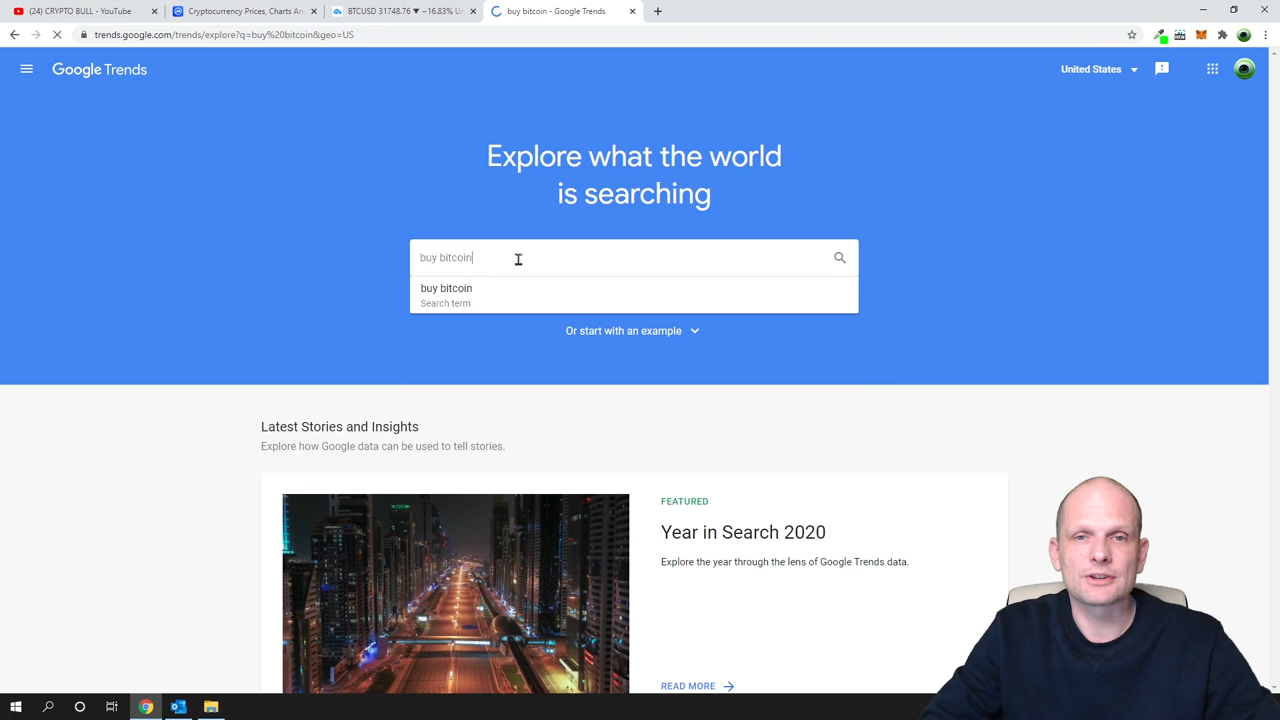 (24) CRYPTO BULL - YouTube
Cryptocurrency Prices, Charts An
BTCUSD 31748.76 ▼ −16.83% Un
buy bitcoin - Google Trends
trends.google.com/trends/explore?q=buy%20bitcoin&geo=US
Google Trends
United States
Explore what the world
is searching
buy bitcoin
buy bitcoin
Search term
Or start with an example
Latest Stories and Insights
Explore how Google data can be used to tell stories.
FEATURED
Year in Search 2020
Explore the year through the lens of Google Trends data.
READ MORE